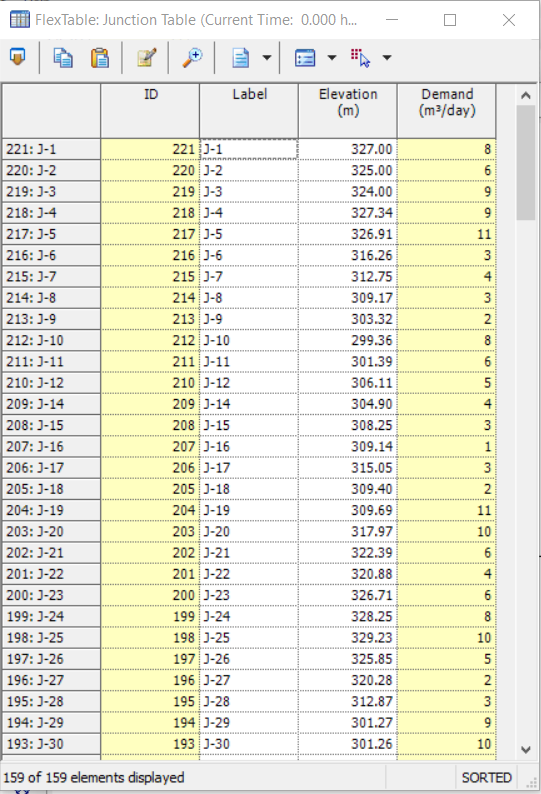 FlexTable: Junction Table (Current Time: 0.000 h...
ID Label Elevation (m) Demand (m³/day)
221: J-1 221 J-1 327.00 8
220: J-2 220 J-2 325.00 6
219: J-3 219 J-3 324.00 9
218: J-4 218 J-4 327.34 9
217: J-5 217 J-5 326.91 11
216: J-6 216 J-6 316.26 3
215: J-7 215 J-7 312.75 4
214: J-8 214 J-8 309.17 3
213: J-9 213 J-9 303.32 2
212: J-10 212 J-10 299.36 8
211: J-11 211 J-11 301.39 6
210: J-12 210 J-12 306.11 5
209: J-14 209 J-14 304.90 4
208: J-15 208 J-15 308.25 3
207: J-16 207 J-16 309.14 1
206: J-17 206 J-17 315.05 3
205: J-18 205 J-18 309.40 2
204: J-19 204 J-19 309.69 11
203: J-20 203 J-20 317.97 10
202: J-21 202 J-21 322.39 6
201: J-22 201 J-22 320.88 4
200: J-23 200 J-23 326.71 6
199: J-24 199 J-24 328.25 8
198: J-25 198 J-25 329.23 10
197: J-26 197 J-26 325.85 5
196: J-27 196 J-27 320.28 2
195: J-28 195 J-28 312.87 3
194: J-29 194 J-29 301.27 9
193: J-30 193 J-30 301.26 10
159 of 159 elements displayed SORTED